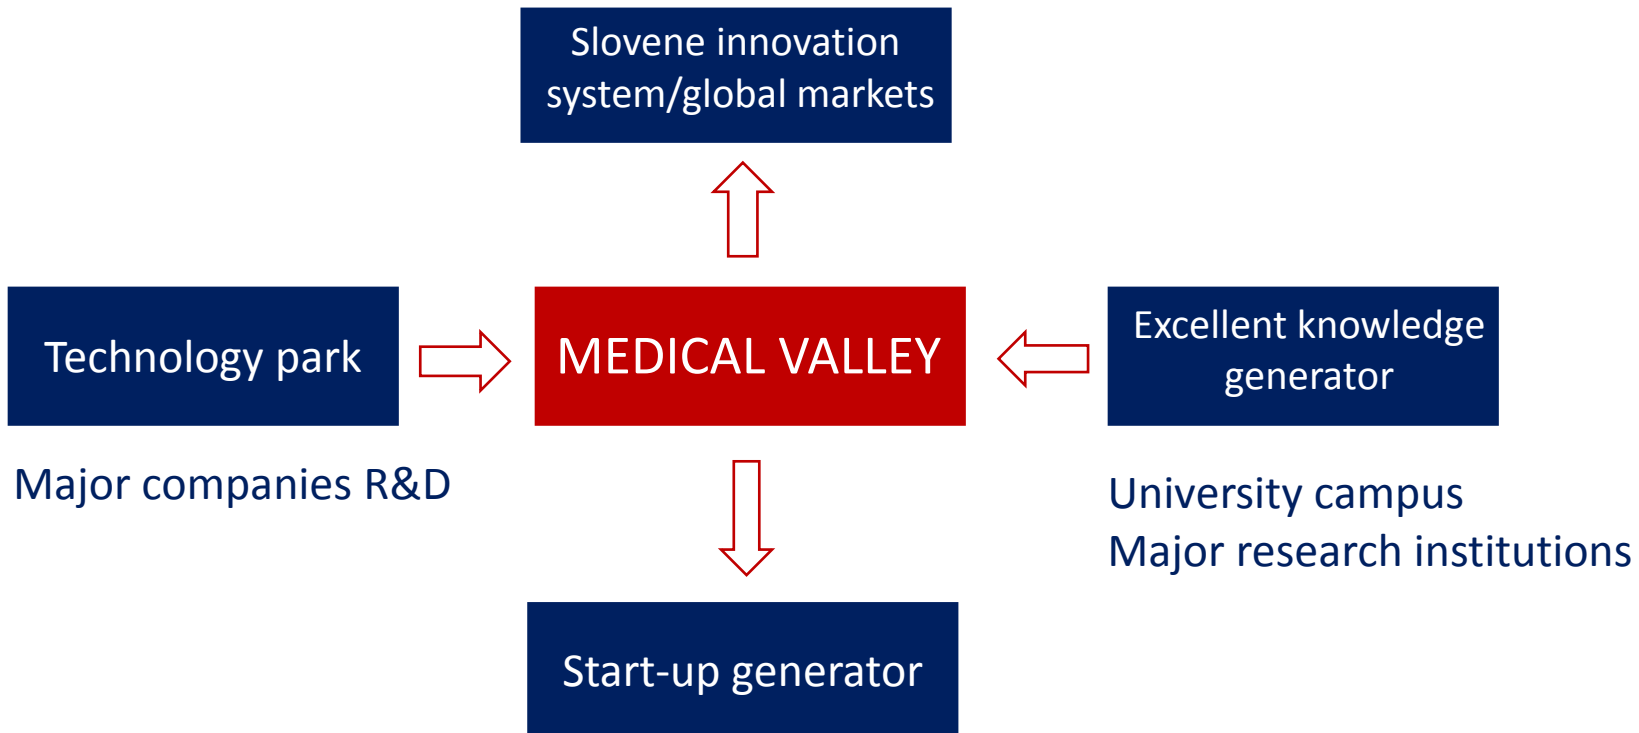 Slovene innovation
system/global markets
Technology park
MEDICAL VALLEY
Excellent knowledge
generator
Major companies R&D
University campus
Major research institutions
Start-up generator